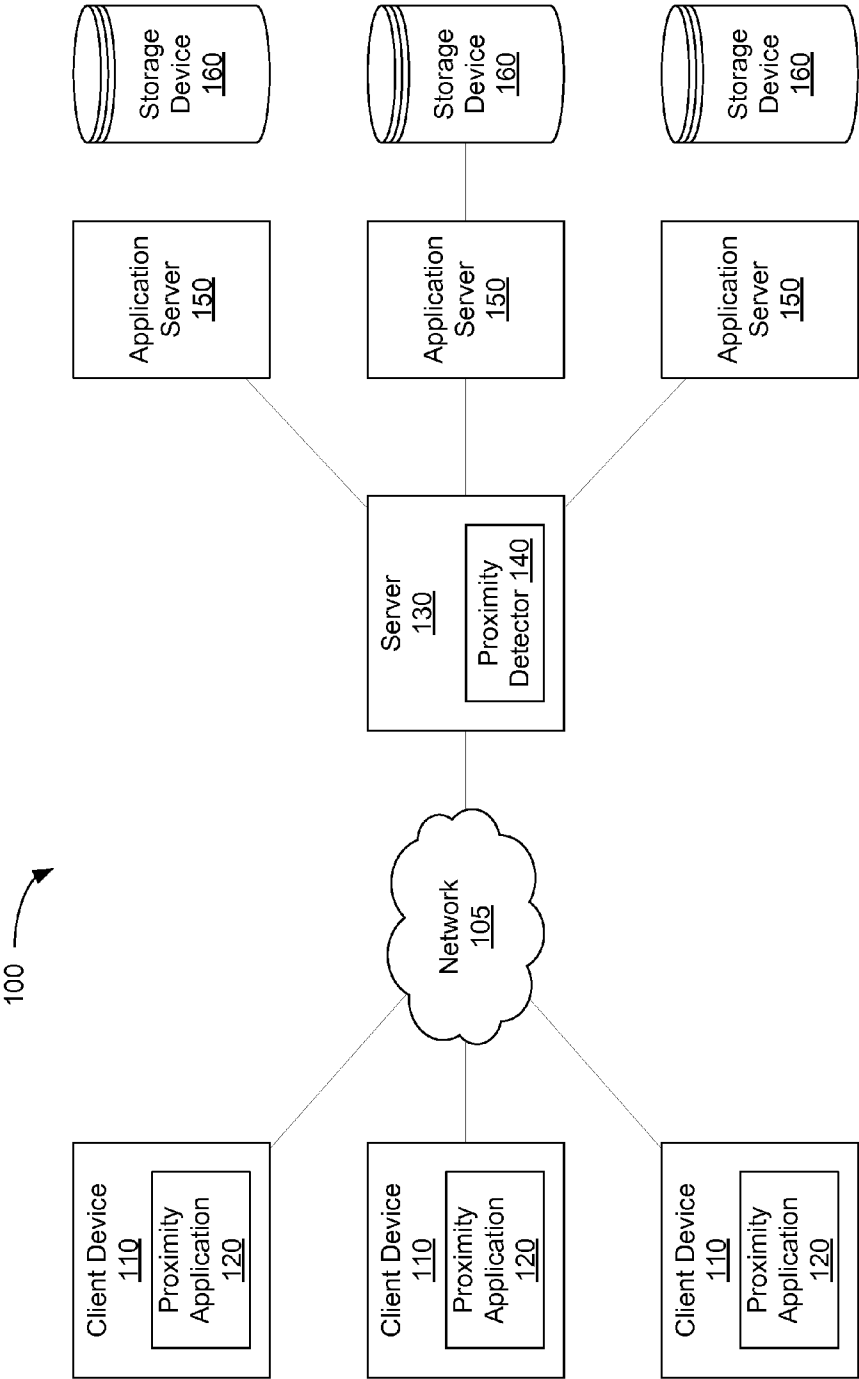 100
Client Device
110
Proximity
Application
120
Client Device
110
Proximity
Application
120
Client Device
110
Proximity
Application
120
Network
105
Server
130
Proximity
Detector 140
Application
Server
150
Application
Server
150
Application
Server
150
Storage
Device
160
Storage
Device
160
Storage
Device
160